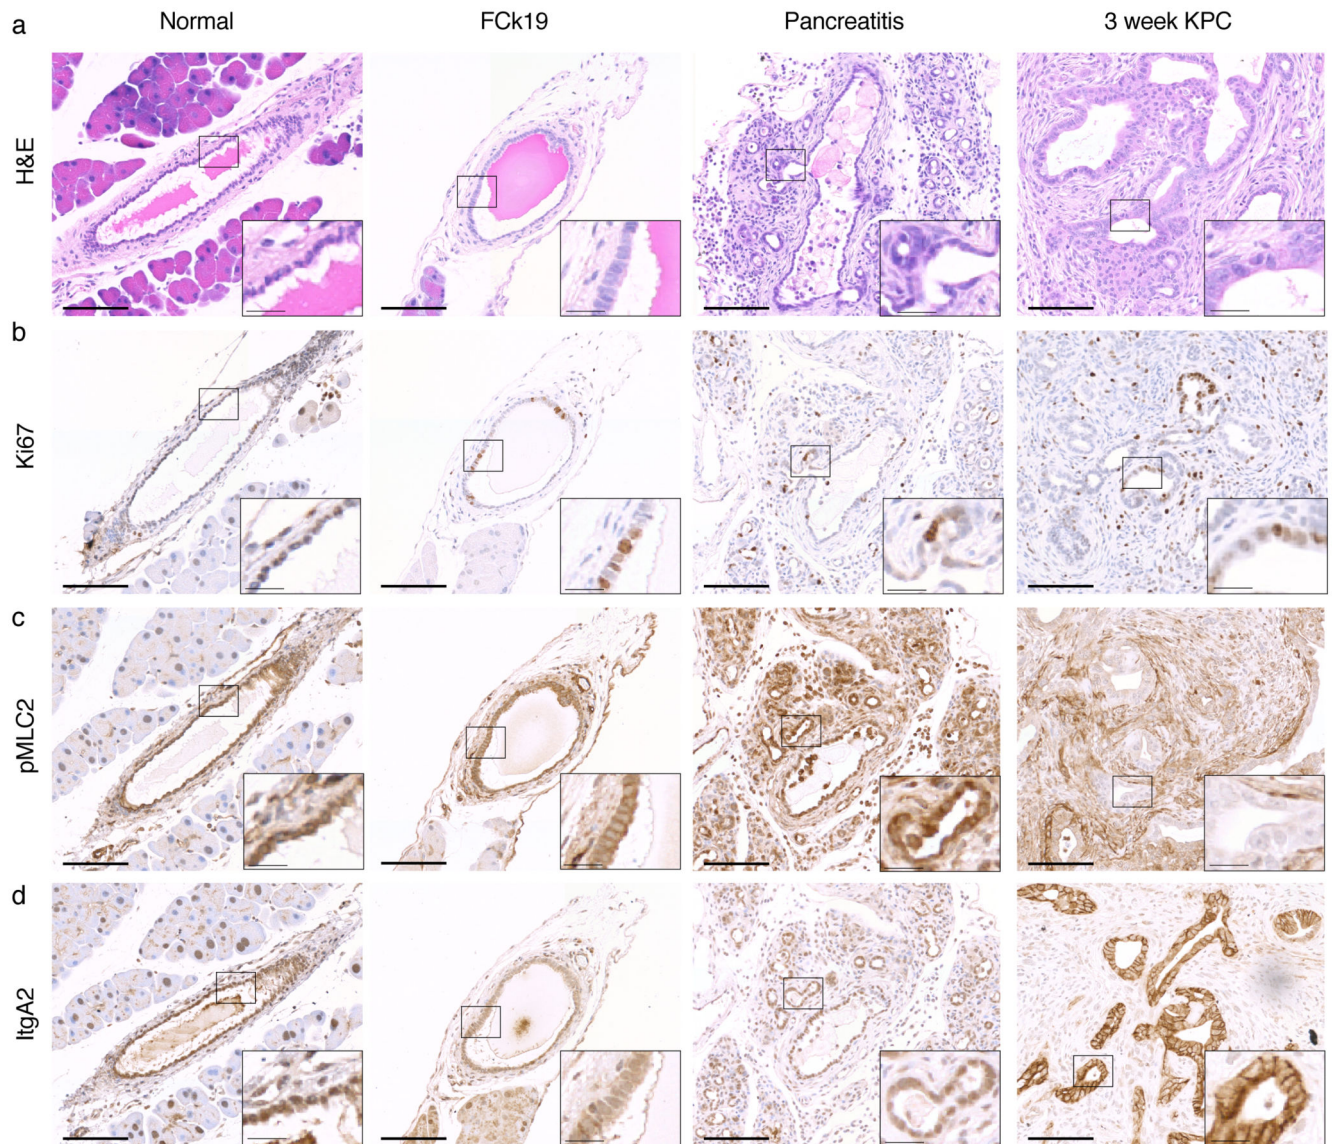 a
Normal
FCk19
Pancreatitis
3 week KPC
H&E
b
Ki67
c
pMLC2
d
ItgA2